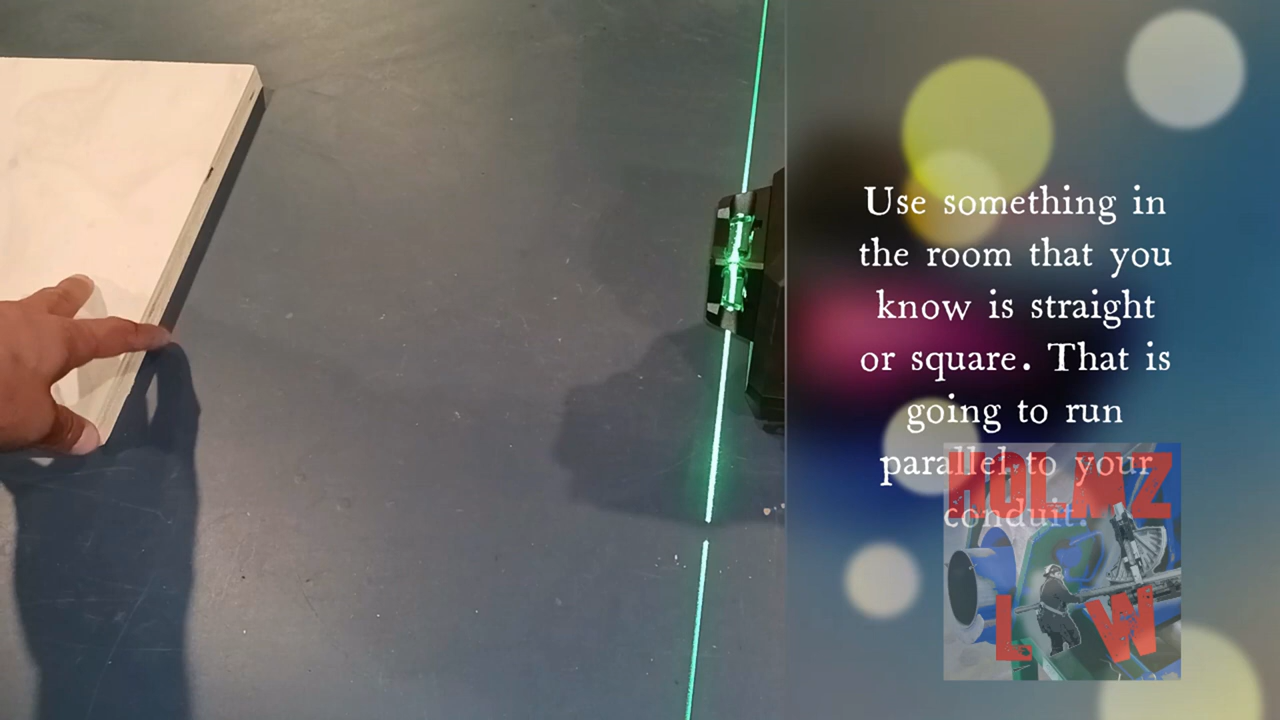 Use something in
the room that you
know is straight
or square. That is
going to run
parallel to your
conduit.
HOLMZ
L W